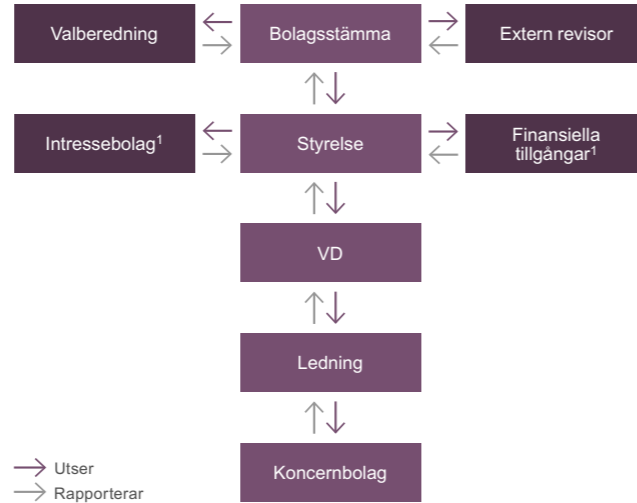 Valberedning
Bolagsstämma
Extern revisor
Intressebolag¹
Styrelse
Finansiella
tillgångar¹
VD
Ledning
Koncernbolag
Utser
Rapporterar